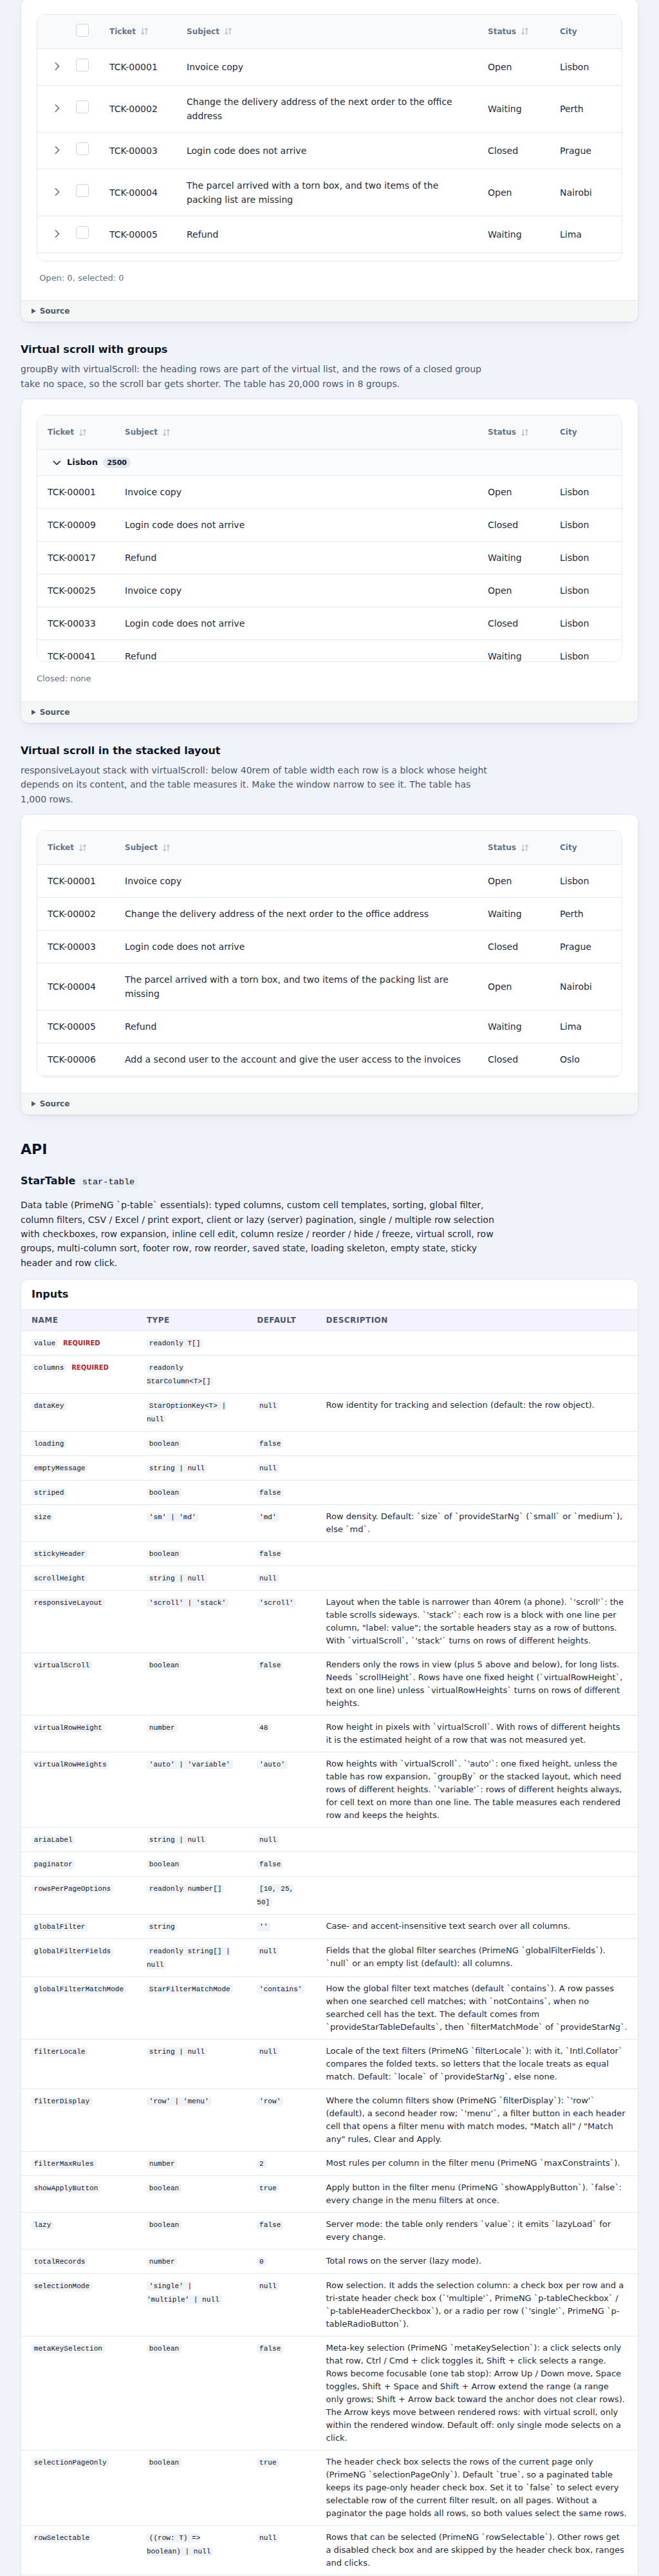 Ticket Subject Status City
TCK-00001 Invoice copy Open Lisbon
TCK-00002 Change the delivery address of the next order to the office address Waiting Perth
TCK-00003 Login code does not arrive Closed Prague
TCK-00004 The parcel arrived with a torn box, and two items of the packing list are missing Open Nairobi
TCK-00005 Refund Waiting Lima
Open: 0, selected: 0
Source
Virtual scroll with groups
groupBy with virtualScroll: the heading rows are part of the virtual list, and the rows of a closed group
take no space, so the scroll bar gets shorter. The table has 20,000 rows in 8 groups.
Ticket Subject Status City
Lisbon 2500
TCK-00001 Invoice copy Open Lisbon
TCK-00009 Login code does not arrive Closed Lisbon
TCK-00017 Refund Waiting Lisbon
TCK-00025 Invoice copy Open Lisbon
TCK-00033 Login code does not arrive Closed Lisbon
TCK-00041 Refund Waiting Lisbon
Closed: none
Source
Virtual scroll in the stacked layout
responsiveLayout stack with virtualScroll: below 40rem of table width each row is a block whose height
depends on its content, and the table measures it. Make the window narrow to see it. The table has
1,000 rows.
Ticket Subject Status City
TCK-00001 Invoice copy Open Lisbon
TCK-00002 Change the delivery address of the next order to the office address Waiting Perth
TCK-00003 Login code does not arrive Closed Prague
TCK-00004 The parcel arrived with a torn box, and two items of the packing list are missing Open Nairobi
TCK-00005 Refund Waiting Lima
TCK-00006 Add a second user to the account and give the user access to the invoices Closed Oslo
Source
API
StarTable star-table
Data table (PrimeNG `p-table` essentials): typed columns, custom cell templates, sorting, global filter,
column filters, CSV / Excel / print export, client or lazy (server) pagination, single / multiple row selection
with checkboxes, row expansion, inline cell edit, column resize / reorder / hide / freeze, virtual scroll, row
groups, multi-column sort, footer row, row reorder, saved state, loading skeleton, empty state, sticky
header and row click.
Inputs
NAME TYPE DEFAULT DESCRIPTION
value REQUIRED readonly T[]
columns REQUIRED readonly StarColumn<T>[]
dataKey StarOptionKey<T> | null null Row identity for tracking and selection (default: the row object).
loading boolean false
emptyMessage string | null null
striped boolean false
size 'sm' | 'md' 'md' Row density. Default: `size` of `provideStarNg` (`small` or `medium`),
else `md`.
stickyHeader boolean false
scrollHeight string | null null
responsiveLayout 'scroll' | 'stack' 'scroll' Layout when the table is narrower than 40rem (a phone). `'scroll'`: the
table scrolls sideways. `'stack'`: each row is a block with one line per
column, "label: value"; the sortable headers stay as a row of buttons.
With `virtualScroll`, `'stack'` turns on rows of different heights.
virtualScroll boolean false Renders only the rows in view (plus 5 above and below), for long lists.
Needs `scrollHeight`. Rows have one fixed height (`virtualRowHeight`,
text on one line) unless `virtualRowHeights` turns on rows of different
heights.
virtualRowHeight number 48 Row height in pixels with `virtualScroll`. With rows of different heights
it is the estimated height of a row that was not measured yet.
virtualRowHeights 'auto' | 'variable' 'auto' Row heights with `virtualScroll`. `'auto'`: one fixed height, unless the
table has row expansion, `groupBy` or the stacked layout, which need
rows of different heights. `'variable'`: rows of different heights always,
for cell text on more than one line. The table measures each rendered
row and keeps the heights.
ariaLabel string | null null
paginator boolean false
rowsPerPageOptions readonly number[] [10, 25, 50]
globalFilter string '' Case- and accent-insensitive text search over all columns.
globalFilterFields readonly string[] | null null Fields that the global filter searches (PrimeNG `globalFilterFields`).
`null` or an empty list (default): all columns.
globalFilterMatchMode StarFilterMatchMode 'contains' How the global filter text matches (default `contains`). A row passes
when one searched cell matches; with `notContains`, when no
searched cell has the text. The default comes from
`provideStarTableDefaults`, then `filterMatchMode` of `provideStarNg`.
filterLocale string | null null Locale of the text filters (PrimeNG `filterLocale`): with it, `Intl.Collator`
compares the folded texts, so letters that the locale treats as equal
match. Default: `locale` of `provideStarNg`, else none.
filterDisplay 'row' | 'menu' 'row' Where the column filters show (PrimeNG `filterDisplay`): `'row'`
(default), a second header row; `'menu'`, a filter button in each header
cell that opens a filter menu with match modes, "Match all" / "Match
any" rules, Clear and Apply.
filterMaxRules number 2 Most rules per column in the filter menu (PrimeNG `maxConstraints`).
showApplyButton boolean true Apply button in the filter menu (PrimeNG `showApplyButton`). `false`:
every change in the menu filters at once.
lazy boolean false Server mode: the table only renders `value`; it emits `lazyLoad` for
every change.
totalRecords number 0 Total rows on the server (lazy mode).
selectionMode 'single' | 'multiple' | null null Row selection. It adds the selection column: a check box per row and a
tri-state header check box (`'multiple'`, PrimeNG `p-tableCheckbox` /
`p-tableHeaderCheckbox`), or a radio per row (`'single'`, PrimeNG `p-
tableRadioButton`).
metaKeySelection boolean false Meta-key selection (PrimeNG `metaKeySelection`): a click selects only
that row, Ctrl / Cmd + click toggles it, Shift + click selects a range.
Rows become focusable (one tab stop): Arrow Up / Down move, Space
toggles, Shift + Space and Shift + Arrow extend the range (a range
only grows; Shift + Arrow back toward the anchor does not clear rows).
The Arrow keys move between rendered rows: with virtual scroll, only
within the rendered window. Default off: only single mode selects on a
click.
selectionPageOnly boolean true The header check box selects the rows of the current page only
(PrimeNG `selectionPageOnly`). Default `true`, so a paginated table
keeps its page-only header check box. Set it to `false` to select every
selectable row of the current filter result, on all pages. Without a
paginator the page holds all rows, so both values select the same rows.
rowSelectable ((row: T) => boolean) | null null Rows that can be selected (PrimeNG `rowSelectable`). Other rows get
a disabled check box and are skipped by the header check box, ranges
and clicks.